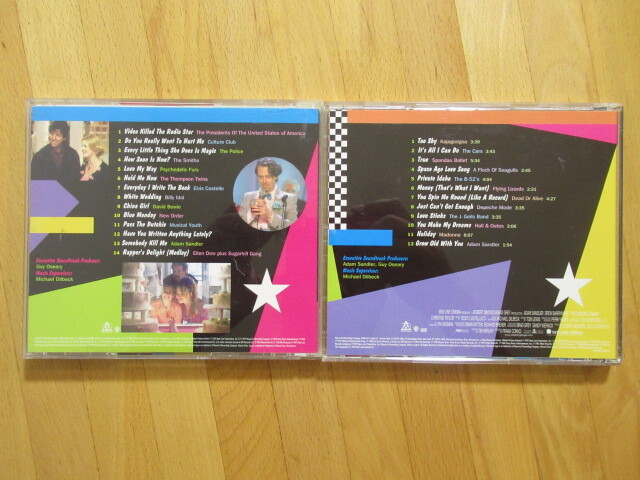 1 Video Killed The Radio Star The Presidents Of The United States of America
2 Do You Really Want To Hurt Me Culture Club
3 Every Little Thing She Does Is Magic The Police
4 How Soon Is Now? The Smiths
5 Love My Way Psychedelic Furs
6 Hold Me Now The Thompson Twins
7 Everyday I Write The Book Elvis Costello
8 White Wedding Billy Idol
9 China Girl David Bowie
10 Blue Monday New Order
11 Pass The Dutchie Musical Youth
12 Have You Written Anything Lately?
13 Somebody Kill Me Adam Sandler
14 Rapper's Delight (Medley) Ellen Dow plus Sugarhill Gang
Executive Soundtrack Producer:
Guy Oseary
Music Supervisor:
Michael Dilbeck
1 Too Shy Kajagoogoo 3:39
2 It's All I Can Do The Cars 3:43
3 True Spandau Ballet 5:34
4 Space Age Love Song A Flock Of Seagulls 3:45
5 Private Idaho The B-52's
6 Money (That's What I Want) Flying Lizards 2:31
7 You Spin Me Round (Like A Record) Dead Or Alive 4:27
8 Just Can't Get Enough Depeche Mode 3:35
9 Love Stinks The J. Geils Band 3:35
10 You Make My Dreams Hall & Oates 3:06
11 Holiday Madonna 6:07
12 Grow Old With You Adam Sandler 1:54
Executive Soundtrack Producers:
Adam Sandler, Guy Oseary
Music Supervisor:
Michael Dilbeck